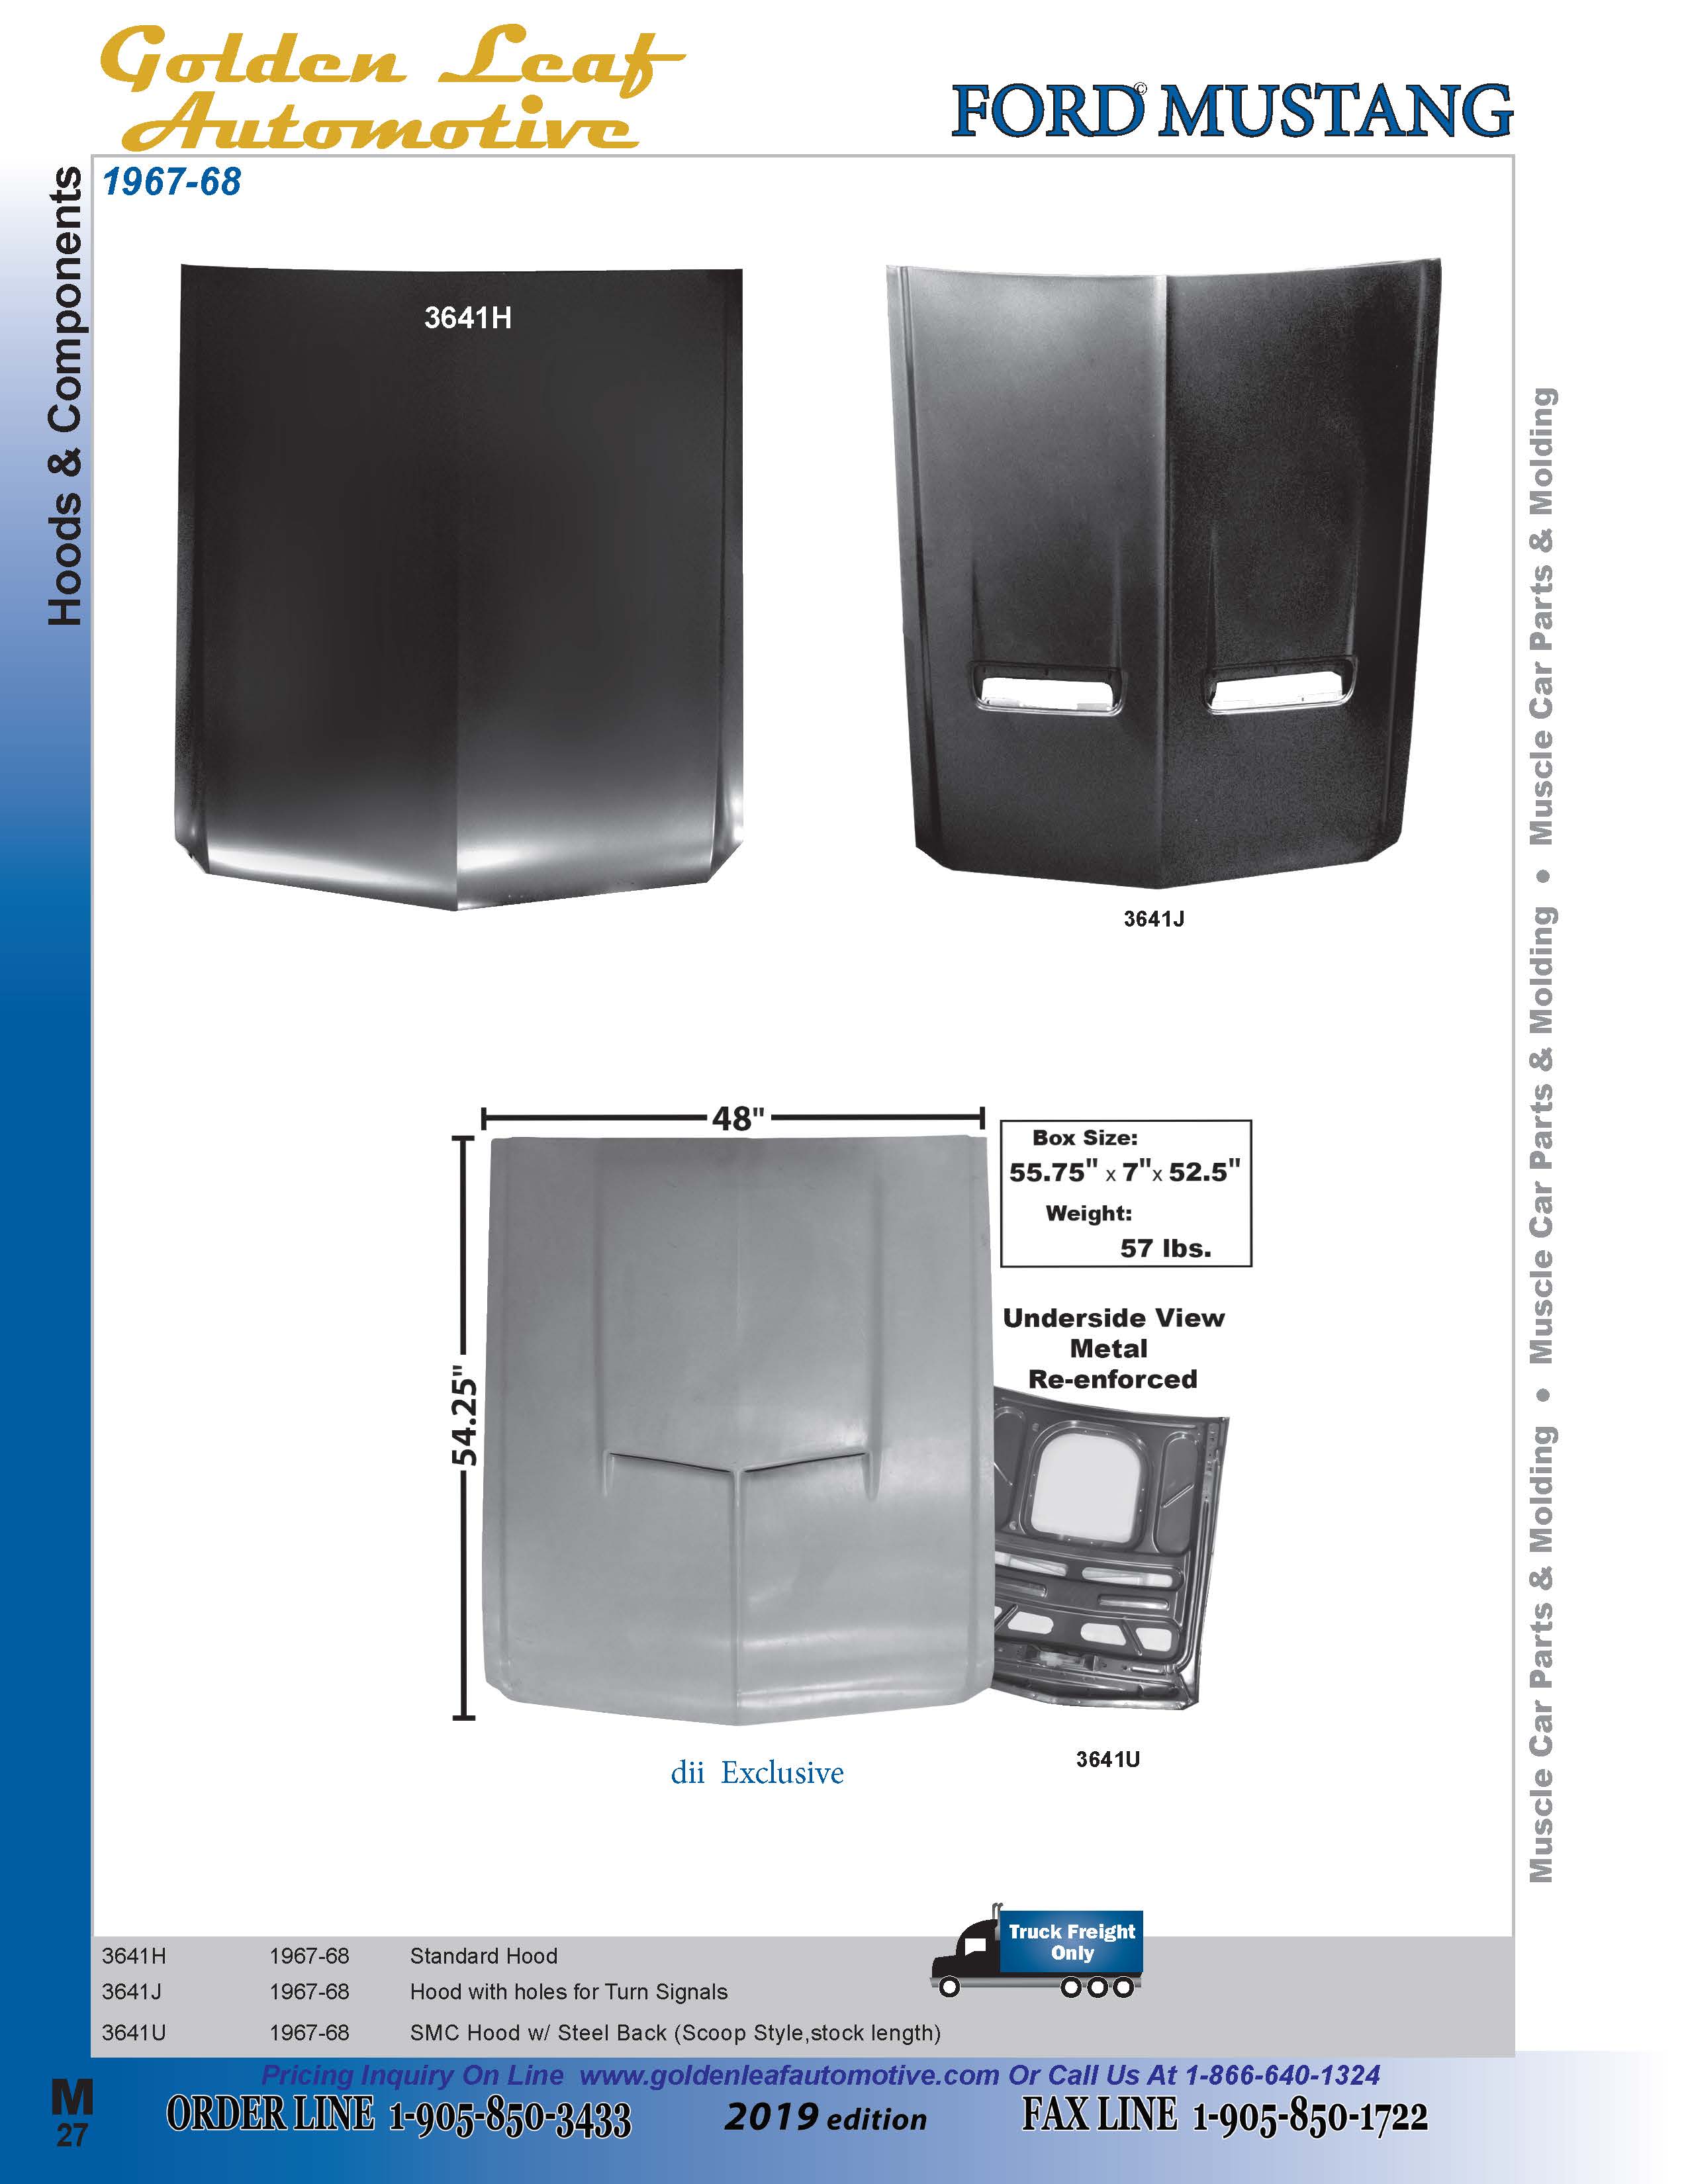 Golden Leaf
Automotive
FORD© MUSTANG
Hoods & Components
1967-68
3641H
3641J
48"
54.25"
Box Size:
55.75" x 7"x 52.5"
Weight:
57 lbs.
Underside View
Metal
Re-enforced
dii Exclusive
3641U
Muscle Car Parts & Molding • Muscle Car Parts & Molding • Muscle Car Parts & Molding
Truck Freight
Only
3641H 1967-68 Standard Hood
3641J 1967-68 Hood with holes for Turn Signals
3641U 1967-68 SMC Hood w/ Steel Back (Scoop Style,stock length)
Pricing Inquiry On Line www.goldenleafautomotive.com Or Call Us At 1-866-640-1324
M
27
ORDER LINE 1-905-850-3433 2019 edition FAX LINE 1-905-850-1722